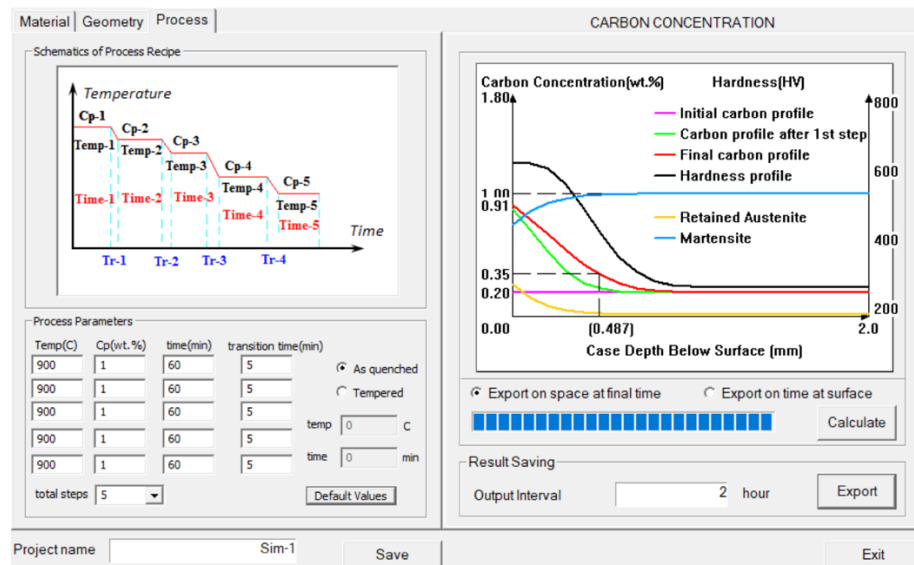 Material Geometry Process
CARBON CONCENTRATION
Schematics of Process Recipe
Temperature
Cp-1
Cp-2
Cp-3
Cp-4
Cp-5
Temp-1
Temp-2
Temp-3
Temp-4
Temp-5
Time-1
Time-2
Time-3
Time-4
Time-5
Time
Tr-1
Tr-2
Tr-3
Tr-4
Carbon Concentration(wt.%) Hardness(HV)
1.80
1.00
0.91
0.35
0.20
0.00
(0.487)
2.0
800
600
400
200
Initial carbon profile
Carbon profile after 1st step
Final carbon profile
Hardness profile
Retained Austenite
Martensite
Case Depth Below Surface (mm)
Process Parameters
Temp(C) Cp(wt.%) time(min) transition time(min)
900 1 60 5
900 1 60 5
900 1 60 5
900 1 60 5
900 1 60 5
As quenched
Tempered
temp 0 C
time 0 min
total steps 5
Default Values
Export on space at final time Export on time at surface
Calculate
Result Saving
Output Interval 2 hour
Export
Project name Sim-1
Save
Exit